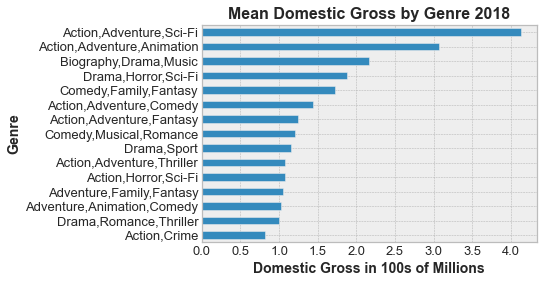 Mean Domestic Gross by Genre 2018
Action,Adventure,Sci-Fi
Action,Adventure,Animation
Biography,Drama,Music
Drama,Horror,Sci-Fi
Comedy,Family,Fantasy
Action,Adventure,Comedy
Action,Adventure,Fantasy
Comedy,Musical,Romance
Drama,Sport
Action,Adventure,Thriller
Action,Horror,Sci-Fi
Adventure,Family,Fantasy
Adventure,Animation,Comedy
Drama,Romance,Thriller
Action,Crime
Genre
0.0 0.5 1.0 1.5 2.0 2.5 3.0 3.5 4.0
Domestic Gross in 100s of Millions